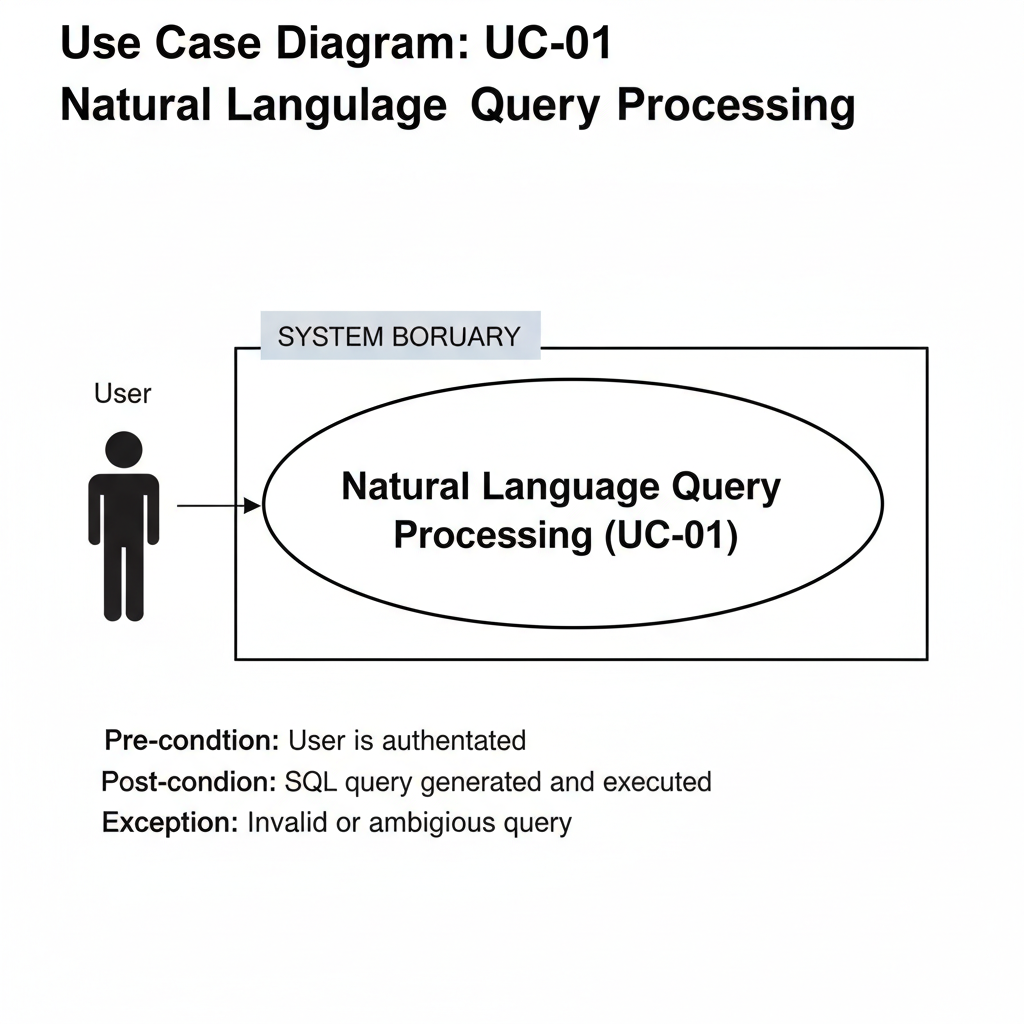 Use Case Diagram: UC-01
Natural Langulage Query Processing
SYSTEM BORUARY
User
Natural Language Query
Processing (UC-01)
Pre-condtion: User is authentated
Post-condion: SQL query generated and executed
Exception: Invalid or ambigious query